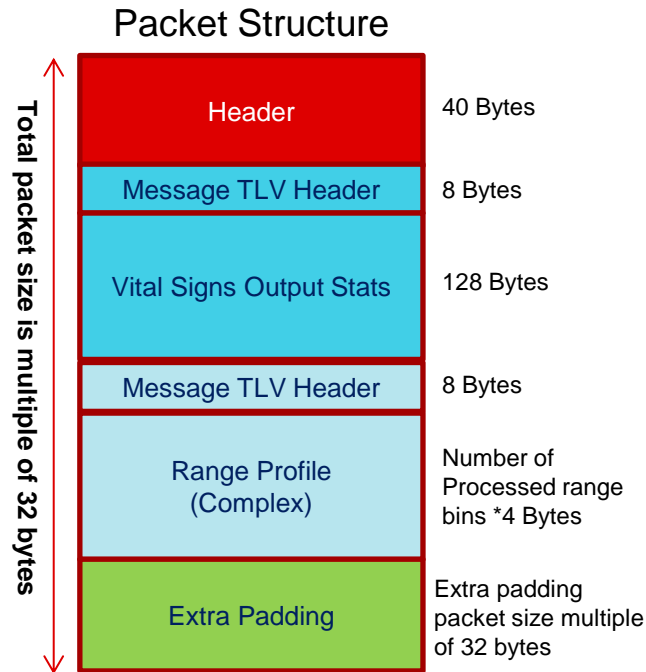 Packet Structure
Total packet size is multiple of 32 bytes
Header
40 Bytes
Message TLV Header
8 Bytes
Vital Signs Output Stats
128 Bytes
Message TLV Header
8 Bytes
Range Profile
(Complex)
Number of
Processed range
bins *4 Bytes
Extra Padding
Extra padding
packet size multiple
of 32 bytes